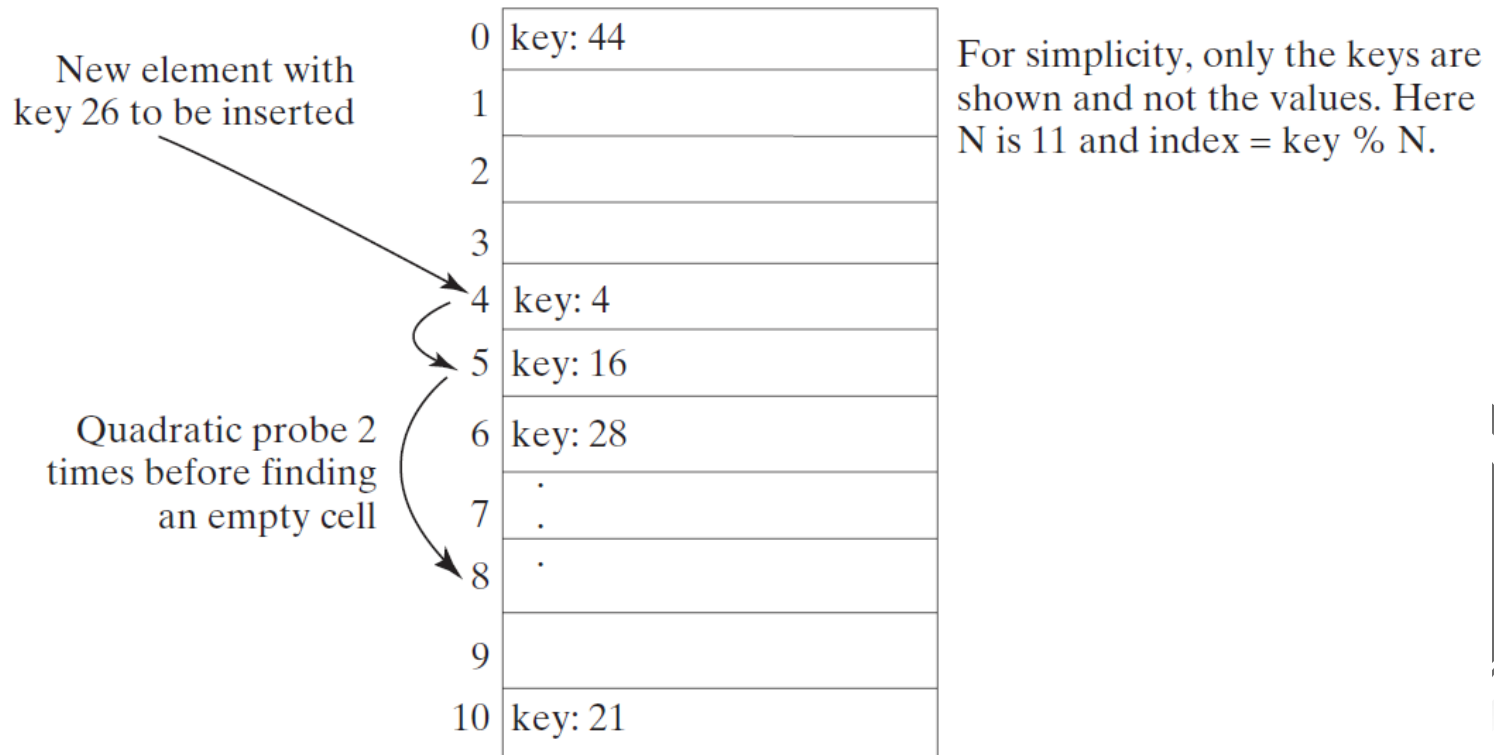 New element with
key 26 to be inserted
Quadratic probe 2
times before finding
an empty cell
0 key: 44
1
2
3
4 key: 4
5 key: 16
6 key: 28
7 .
.
8 .
9
10 key: 21
For simplicity, only the keys are
shown and not the values. Here
N is 11 and index = key % N.